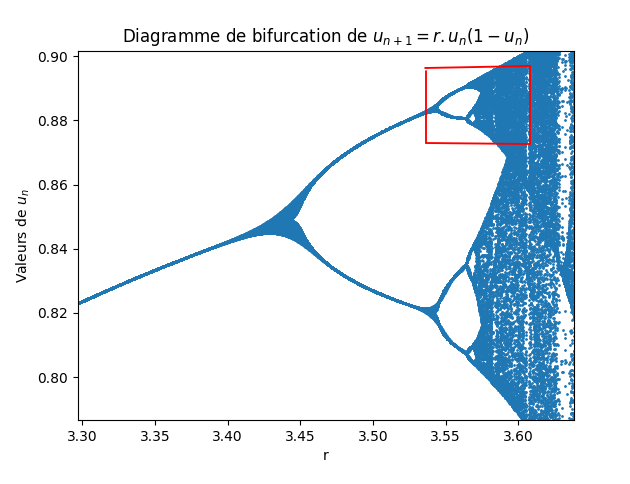 Diagramme de bifurcation de $u_{n+1} = r.u_n(1 - u_n)$
Valeurs de $u_n$
0.90
0.88
0.86
0.84
0.82
0.80
3.30 3.35 3.40 3.45 3.50 3.55 3.60
r